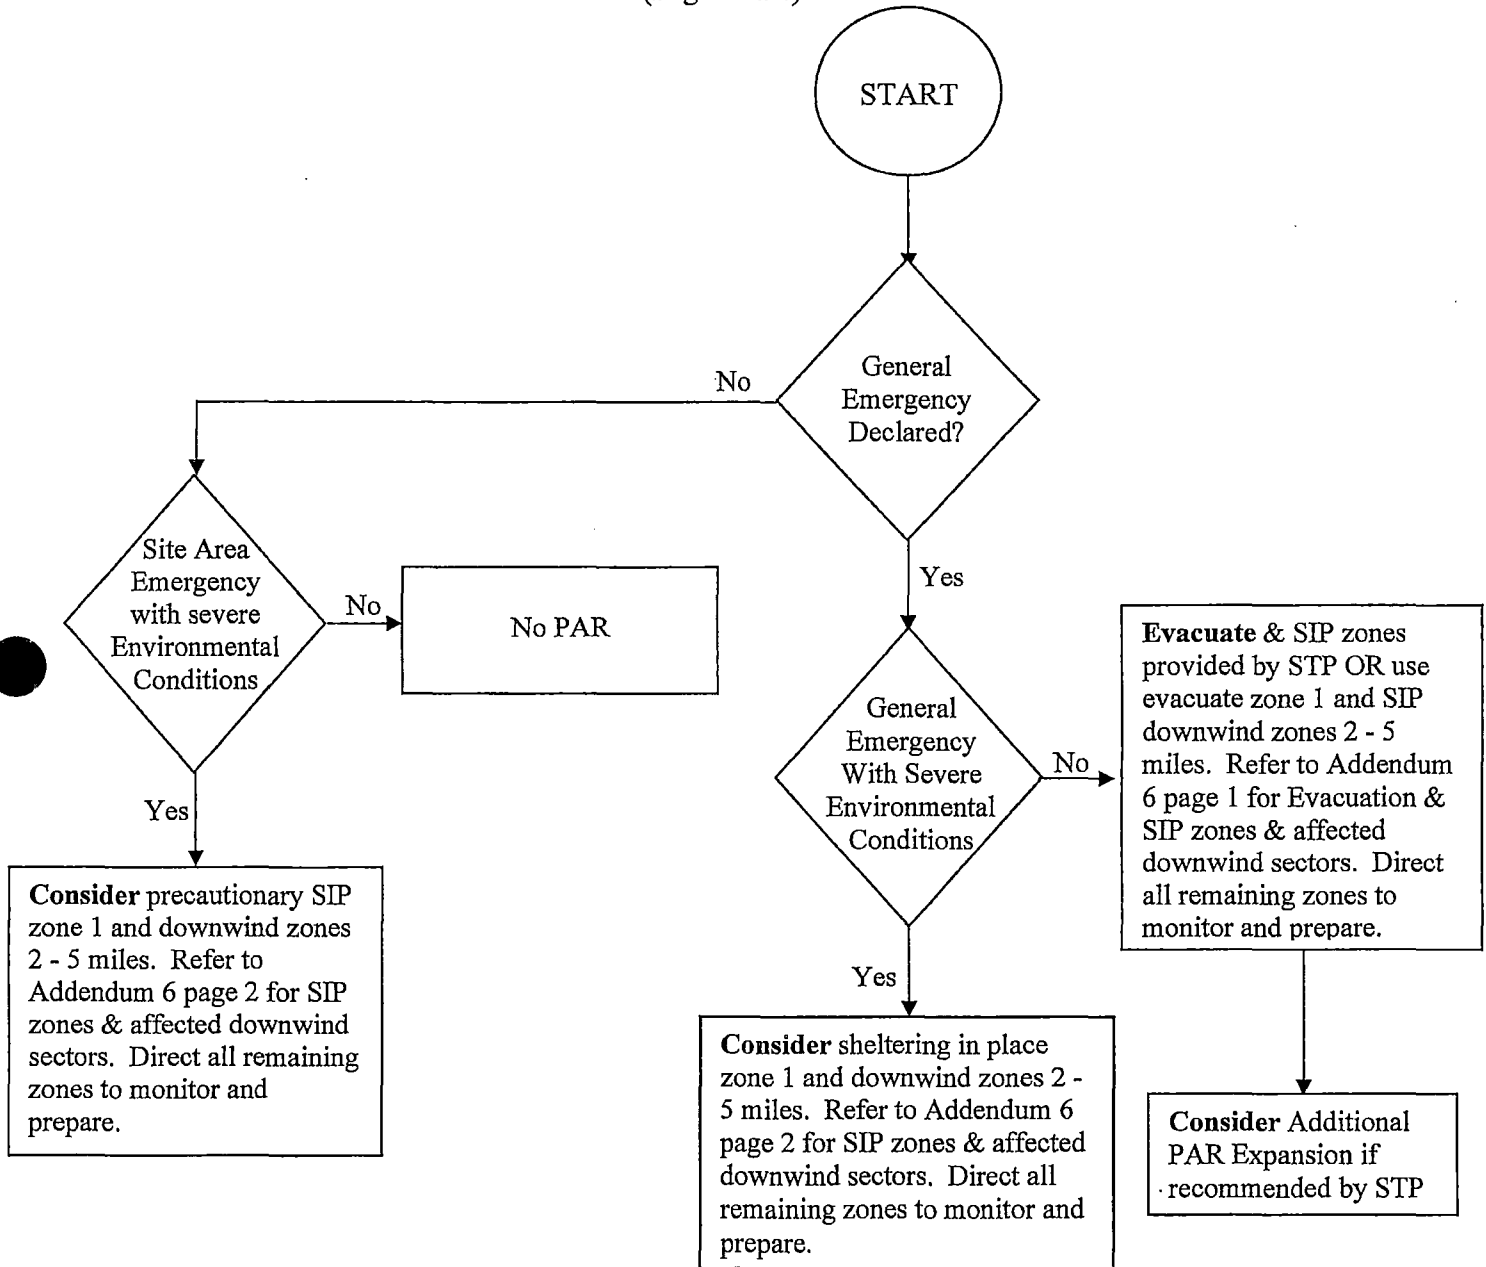 START
General
Emergency
Declared?
No
Yes
Site Area
Emergency
with severe
Environmental
Conditions
No
No PAR
Yes
Consider precautionary SIP
zone 1 and downwind zones
2 - 5 miles. Refer to
Addendum 6 page 2 for SIP
zones & affected downwind
sectors. Direct all remaining
zones to monitor and
prepare.
General
Emergency
With Severe
Environmental
Conditions
No
Yes
Evacuate & SIP zones
provided by STP OR use
evacuate zone 1 and SIP
downwind zones 2 - 5
miles. Refer to Addendum
6 page 1 for Evacuation &
SIP zones & affected
downwind sectors. Direct
all remaining zones to
monitor and prepare.
Consider sheltering in place
zone 1 and downwind zones 2 -
5 miles. Refer to Addendum 6
page 2 for SIP zones & affected
downwind sectors. Direct all
remaining zones to monitor and
prepare.
Consider Additional
PAR Expansion if
recommended by STP